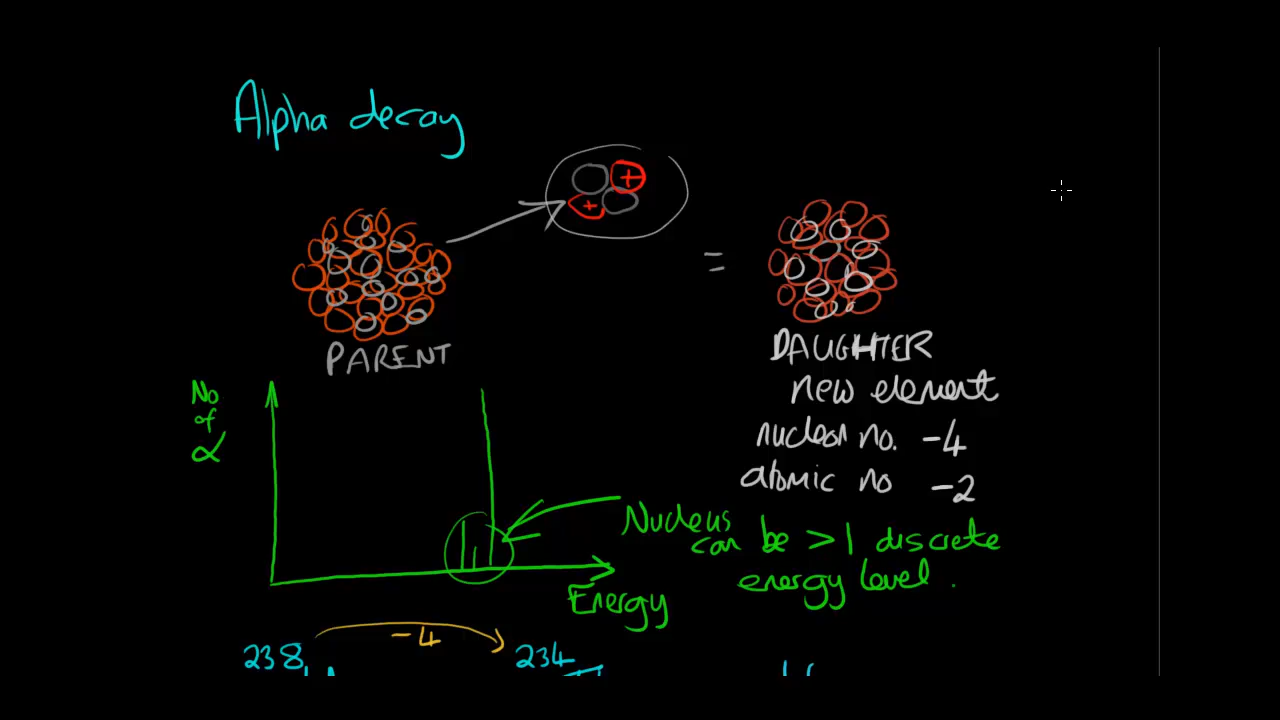 Alpha decay
+
+
=
PARENT
DAUGHTER
new element
nucleon no. -4
atomic no -2
No
of
α
Nucleus
can be >1 discrete
energy level.
Energy
-4
238
234